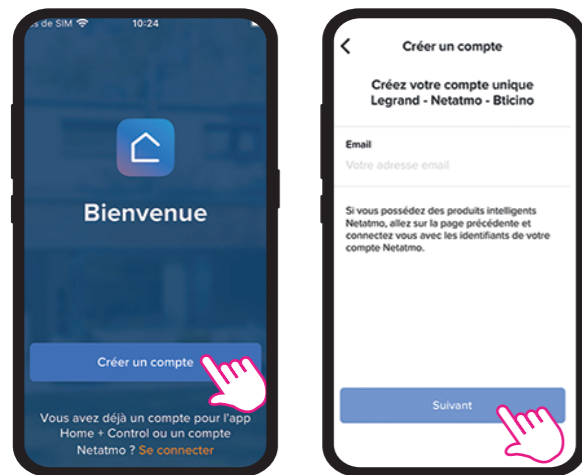 de SIM 10:24
Bienvenue
Créer un compte
Vous avez déjà un compte pour l'app
Home + Control ou un compte
Netatmo ? Se connecter
Créer un compte
Créez votre compte unique
Legrand - Netatmo - Bticino
Email
Votre adresse email
Si vous possédez des produits intelligents
Netatmo, allez sur la page précédente et
connectez vous avec les identifiants de votre
compte Netatmo.
Suivant